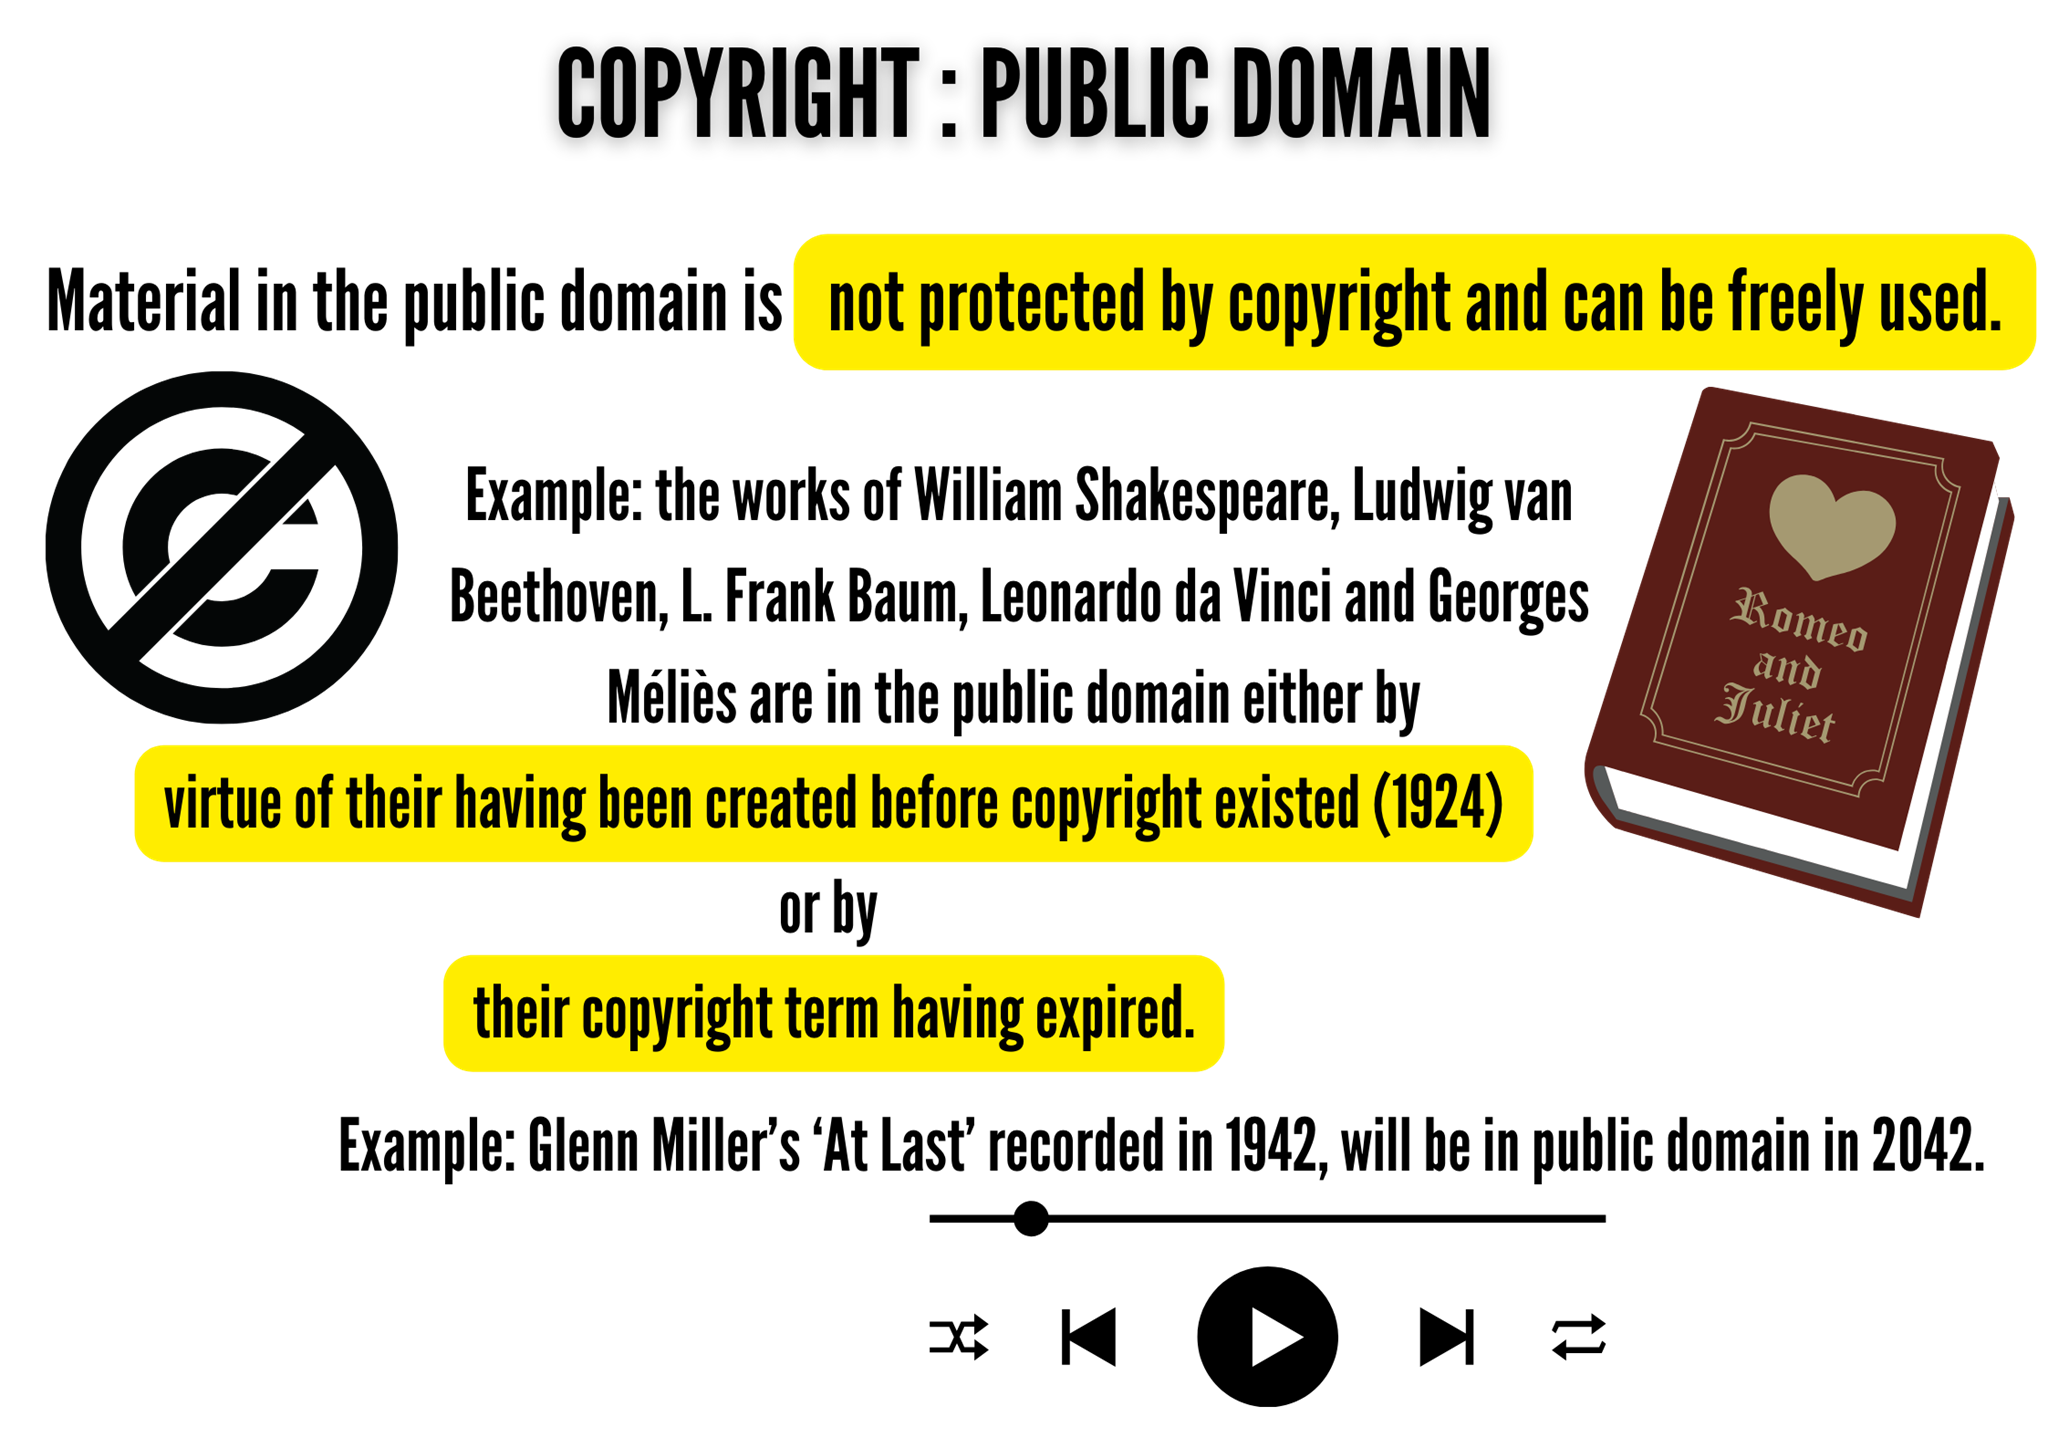 COPYRIGHT : PUBLIC DOMAIN
Material in the public domain is not protected by copyright and can be freely used.
Example: the works of William Shakespeare, Ludwig van
Beethoven, L. Frank Baum, Leonardo da Vinci and Georges
Méliès are in the public domain either by
virtue of their having been created before copyright existed (1924)
or by
their copyright term having expired.
Romeo
and
Juliet
Example: Glenn Miller’s ‘At Last’ recorded in 1942, will be in public domain in 2042.